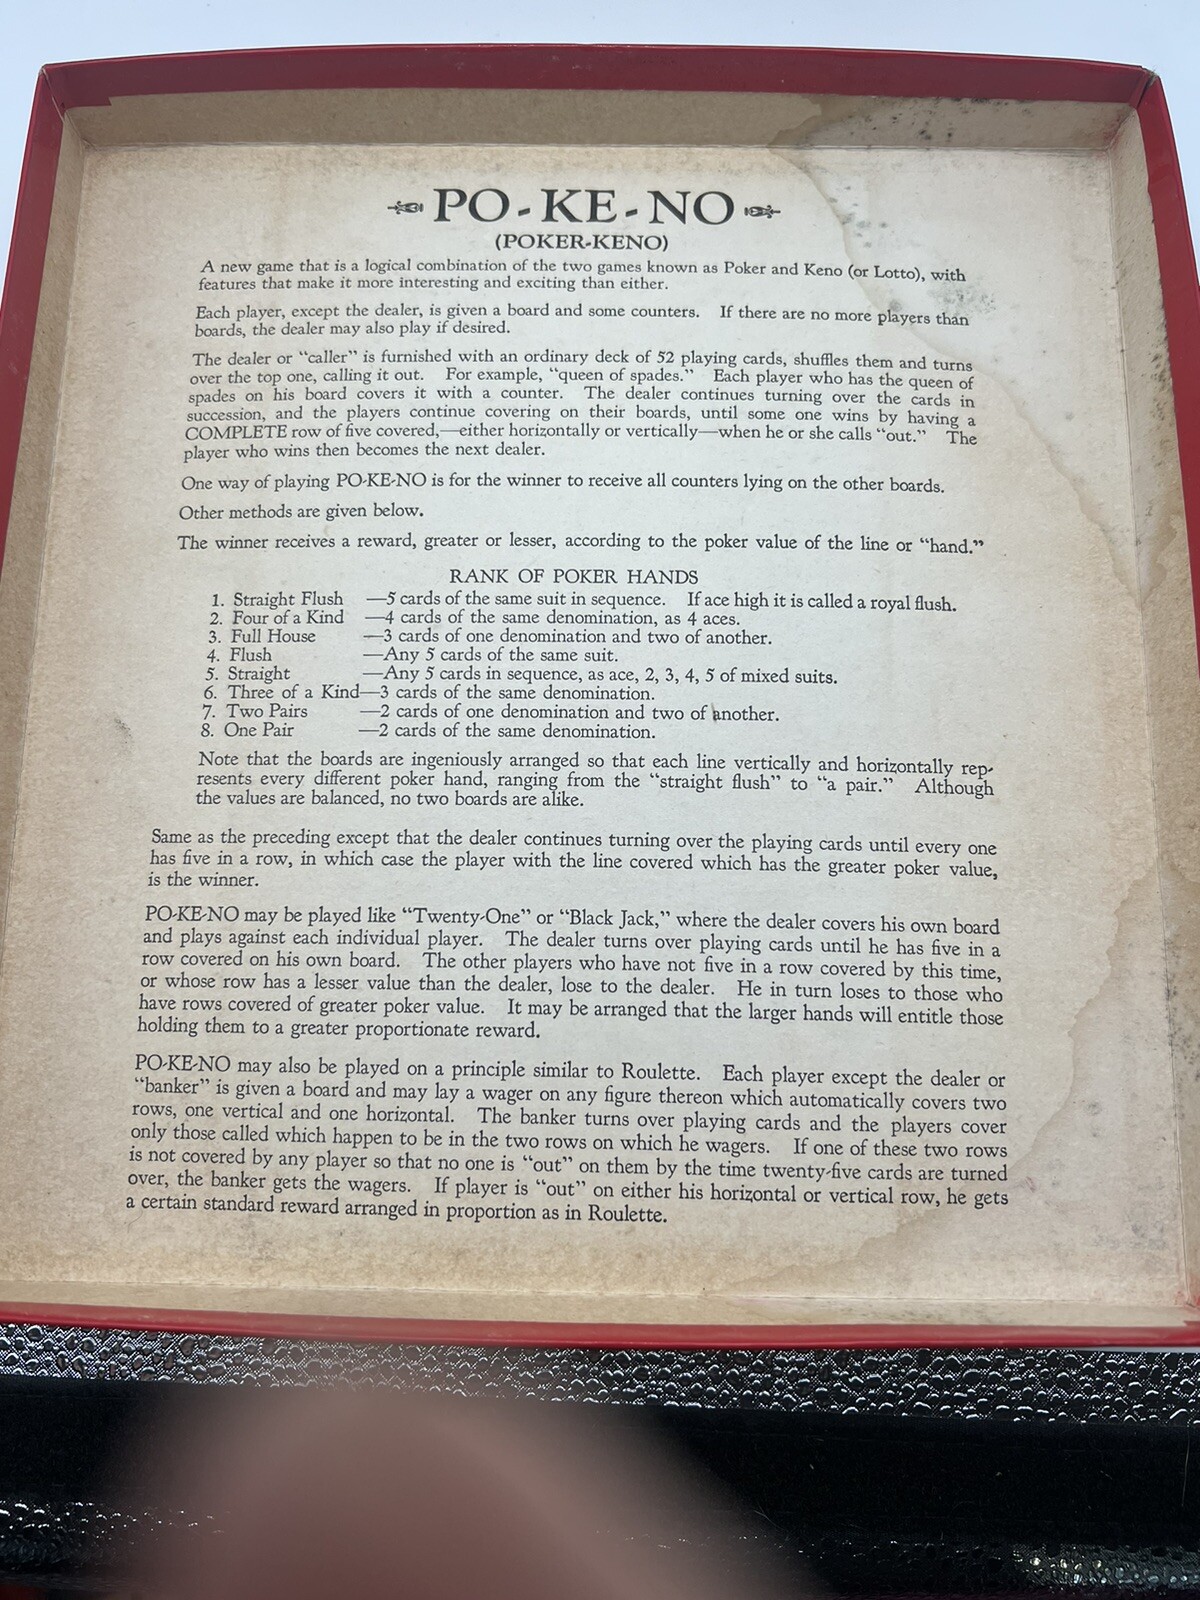 PO-KE-NO
(POKER-KENO)
A new game that is a logical combination of the two games known as Poker and Keno (or Lotto), with
features that make it more interesting and exciting than either.
Each player, except the dealer, is given a board and some counters. If there are no more players than
boards, the dealer may also play if desired.
The dealer or "caller" is furnished with an ordinary deck of 52 playing cards, shuffles them and turns
over the top one, calling it out. For example, "queen of spades." Each player who has the queen of
spades on his board covers it with a counter. The dealer continues turning over the cards in
succession, and the players continue covering on their boards, until some one wins by having a
COMPLETE row of five covered,—either horizontally or vertically—when he or she calls "out." The
player who wins then becomes the next dealer.
One way of playing PO-KE-NO is for the winner to receive all counters lying on the other boards.
Other methods are given below.
The winner receives a reward, greater or lesser, according to the poker value of the line or "hand."
RANK OF POKER HANDS
1. Straight Flush —5 cards of the same suit in sequence. If ace high it is called a royal flush.
2. Four of a Kind —4 cards of the same denomination, as 4 aces.
3. Full House —3 cards of one denomination and two of another.
4. Flush —Any 5 cards of the same suit.
5. Straight —Any 5 cards in sequence, as ace, 2, 3, 4, 5 of mixed suits.
6. Three of a Kind—3 cards of the same denomination.
7. Two Pairs —2 cards of one denomination and two of another.
8. One Pair —2 cards of the same denomination.
Note that the boards are ingeniously arranged so that each line vertically and horizontally rep-
resents every different poker hand, ranging from the "straight flush" to "a pair." Although
the values are balanced, no two boards are alike.
Same as the preceding except that the dealer continues turning over the playing cards until every one
has five in a row, in which case the player with the line covered which has the greater poker value,
is the winner.
PO-KE-NO may be played like "Twenty-One" or "Black Jack," where the dealer covers his own board
and plays against each individual player. The dealer turns over playing cards until he has five in a
row covered on his own board. The other players who have not five in a row covered by this time,
or whose row has a lesser value than the dealer, lose to the dealer. He in turn loses to those who
have rows covered of greater poker value. It may be arranged that the larger hands will entitle those
holding them to a greater proportionate reward.
PO-KE-NO may also be played on a principle similar to Roulette. Each player except the dealer or
"banker" is given a board and may lay a wager on any figure thereon which automatically covers two
rows, one vertical and one horizontal. The banker turns over playing cards and the players cover
only those called which happen to be in the two rows on which he wagers. If one of these two rows
is not covered by any player so that no one is "out" on them by the time twenty-five cards are turned
over, the banker gets the wagers. If player is "out" on either his horizontal or vertical row, he gets
a certain standard reward arranged in proportion as in Roulette.